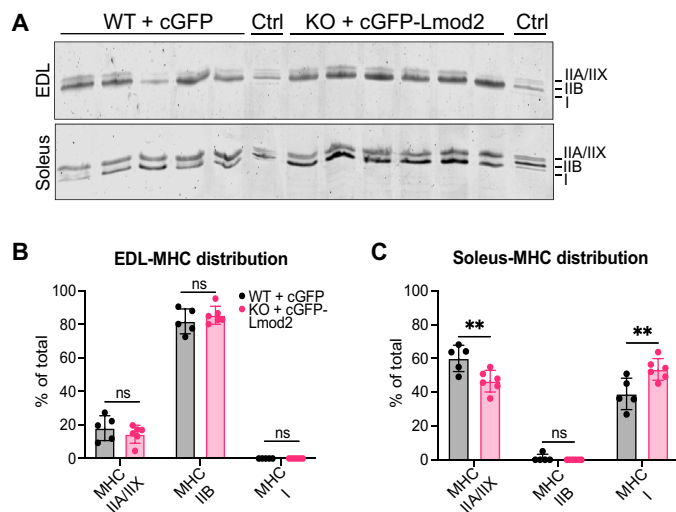 A
WT + cGFP
Ctrl
KO + cGFP-Lmod2
Ctrl
EDL
IIA/IIX
IIB
I
Soleus
IIA/IIX
IIB
I
B
EDL-MHC distribution
% of total
100
80
60
40
20
0
ns
ns
ns
WT + cGFP
KO + cGFP-
Lmod2
MHC
IIA/IIX
MHC
IIB
MHC
I
C
Soleus-MHC distribution
% of total
100
80
60
40
20
0
**
ns
**
MHC
IIA/IIX
MHC
IIB
MHC
I